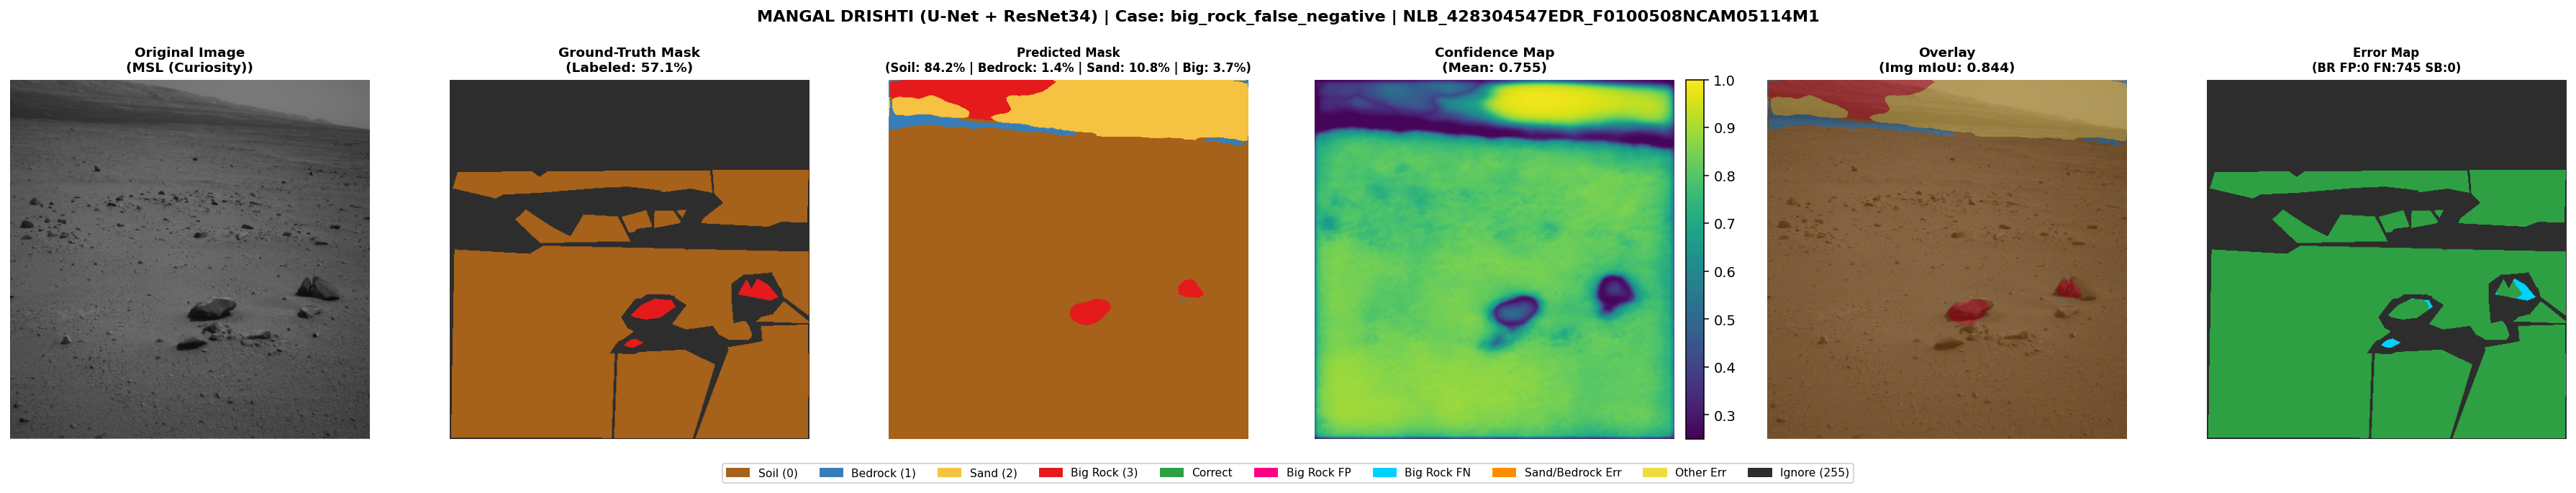 MANGAL DRISHTI (U-Net + ResNet34) | Case: big_rock_false_negative | NLB_428304547EDR_F0100508NCAM05114M1
Original Image
(MSL (Curiosity))
Ground-Truth Mask
(Labeled: 57.1%)
Predicted Mask
(Soil: 84.2% | Bedrock: 1.4% | Sand: 10.8% | Big: 3.7%)
Confidence Map
(Mean: 0.755)
1.0
0.9
0.8
0.7
0.6
0.5
0.4
0.3
Overlay
(Img mIoU: 0.844)
Error Map
(BR FP:0 FN:745 SB:0)
Soil (0)
Bedrock (1)
Sand (2)
Big Rock (3)
Correct
Big Rock FP
Big Rock FN
Sand/Bedrock Err
Other Err
Ignore (255)